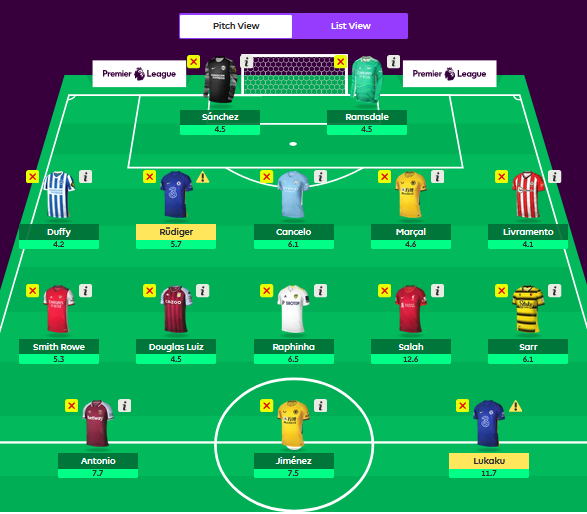 Pitch View
List View
Premier League
Premier League
Sánchez
4.5
Ramsdale
4.5
Duffy
4.2
Rüdiger
5.7
Cancelo
6.1
Marçal
4.6
Livramento
4.1
Smith Rowe
5.3
Douglas Luiz
4.5
Raphinha
6.5
Salah
12.6
Sarr
6.1
Antonio
7.7
Jiménez
7.5
Lukaku
11.7